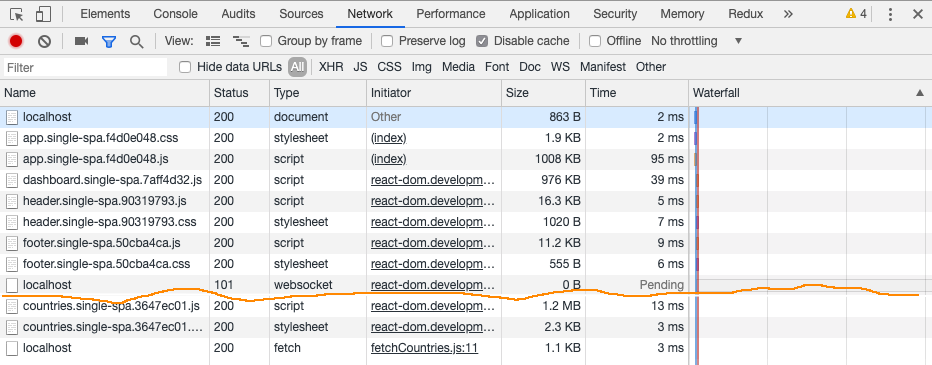 Elements Console Audits Sources Network Performance Application Security Memory Redux » 4
View: Group by frame Preserve log Disable cache Offline No throttling
Filter Hide data URLs All XHR JS CSS Img Media Font Doc WS Manifest Other
Name Status Type Initiator Size Time Waterfall
localhost 200 document Other 863 B 2 ms
app.single-spa.f4d0e048.css 200 stylesheet (index) 1.9 KB 2 ms
app.single-spa.f4d0e048.js 200 script (index) 1008 KB 95 ms
dashboard.single-spa.7aff4d32.js 200 script react-dom.developm... 976 KB 39 ms
header.single-spa.90319793.js 200 script react-dom.developm... 16.3 KB 5 ms
header.single-spa.90319793.css 200 stylesheet react-dom.developm... 1020 B 7 ms
footer.single-spa.50cba4ca.js 200 script react-dom.developm... 11.2 KB 9 ms
footer.single-spa.50cba4ca.css 200 stylesheet react-dom.developm... 555 B 6 ms
localhost 101 websocket react-dom.developm... 0 B Pending
countries.single-spa.3647ec01.js 200 script react-dom.developm... 1.2 MB 13 ms
countries.single-spa.3647ec01.... 200 stylesheet react-dom.developm... 2.3 KB 3 ms
localhost 200 fetch fetchCountries.js:11 1.1 KB 3 ms